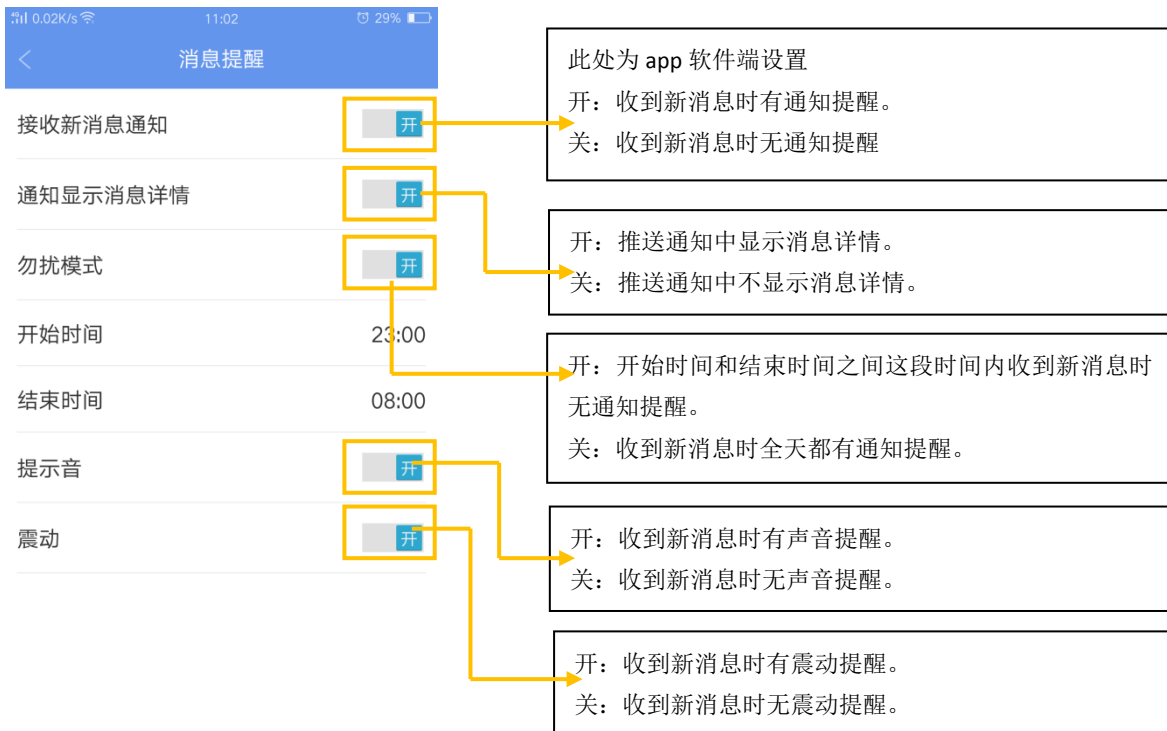 0.02K/s
11:02
29%
消息提醒
接收新消息通知
开
通知显示消息详情
开
勿扰模式
开
开始时间
23:00
结束时间
08:00
提示音
开
震动
开
此处为 app 软件端设置
开：收到新消息时有通知提醒。
关：收到新消息时无通知提醒
开：推送通知中显示消息详情。
关：推送通知中不显示消息详情。
开：开始时间和结束时间之间这段时间内收到新消息时
无通知提醒。
关：收到新消息时全天都有通知提醒。
开：收到新消息时有声音提醒。
关：收到新消息时无声音提醒。
开：收到新消息时有震动提醒。
关：收到新消息时无震动提醒。